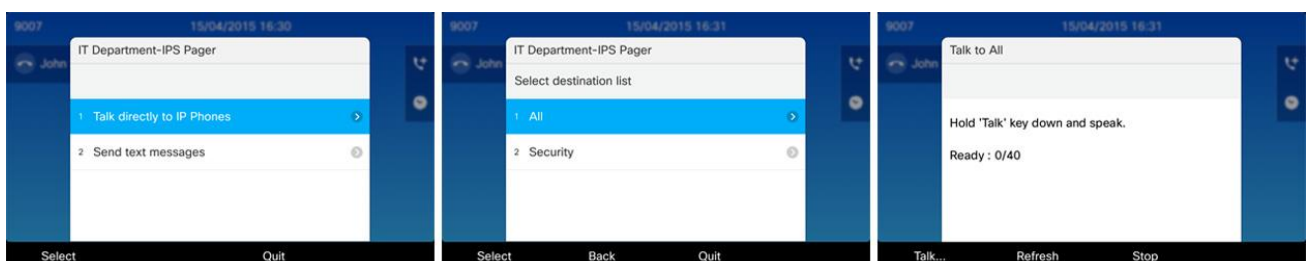 9007 15/04/2015 16:30
John
IT Department-IPS Pager
1 Talk directly to IP Phones
2 Send text messages
Select Quit
9007 15/04/2015 16:31
John
IT Department-IPS Pager
Select destination list
1 All
2 Security
Select Back Quit
9007 15/04/2015 16:31
John
Talk to All
Hold 'Talk' key down and speak.
Ready : 0/40
Talk... Refresh Stop